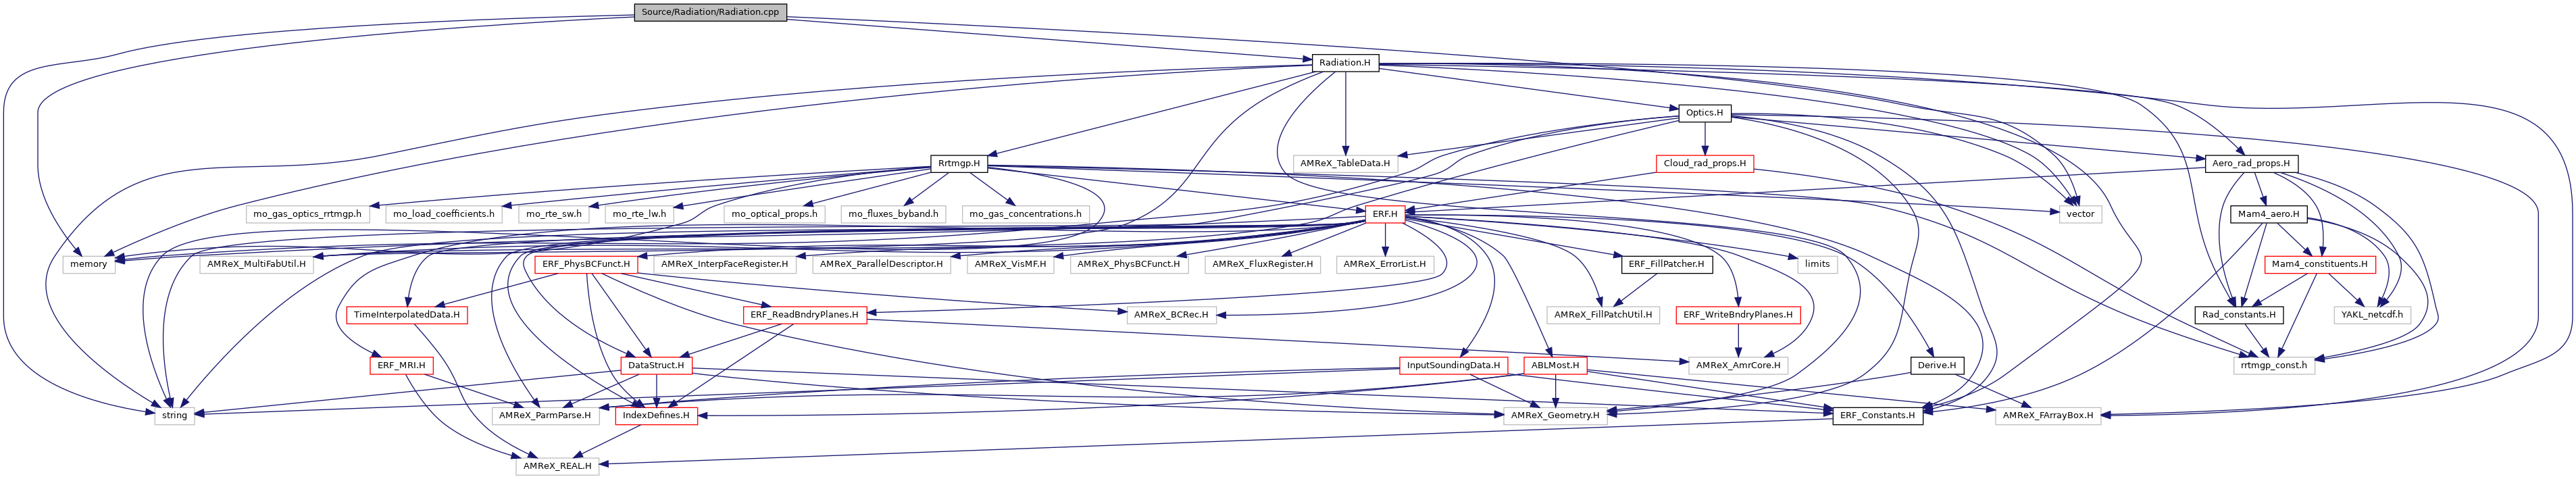 Source/Radiation/Radiation.cpp
Radiation.H
Optics.H
Rrtmgp.H
AMReX_TableData.H
Cloud_rad_props.H
Aero_rad_props.H
mo_gas_optics_rrtmgp.h
mo_load_coefficients.h
mo_rte_sw.h
mo_rte_lw.h
mo_optical_props.h
mo_fluxes_byband.h
mo_gas_concentrations.h
ERF.H
vector
Mam4_aero.H
memory
AMReX_MultiFabUtil.H
ERF_PhysBCFunct.H
AMReX_InterpFaceRegister.H
AMReX_ParallelDescriptor.H
AMReX_VisMF.H
AMReX_PhysBCFunct.H
AMReX_FluxRegister.H
AMReX_ErrorList.H
ERF_FillPatcher.H
limits
Mam4_constituents.H
TimeInterpolatedData.H
ERF_ReadBndryPlanes.H
AMReX_BCRec.H
AMReX_FillPatchUtil.H
ERF_WriteBndryPlanes.H
Rad_constants.H
YAKL_netcdf.h
ERF_MRI.H
DataStruct.H
InputSoundingData.H
ABLMost.H
AMReX_AmrCore.H
Derive.H
rrtmgp_const.h
string
AMReX_ParmParse.H
IndexDefines.H
AMReX_Geometry.H
ERF_Constants.H
AMReX_FArrayBox.H
AMReX_REAL.H